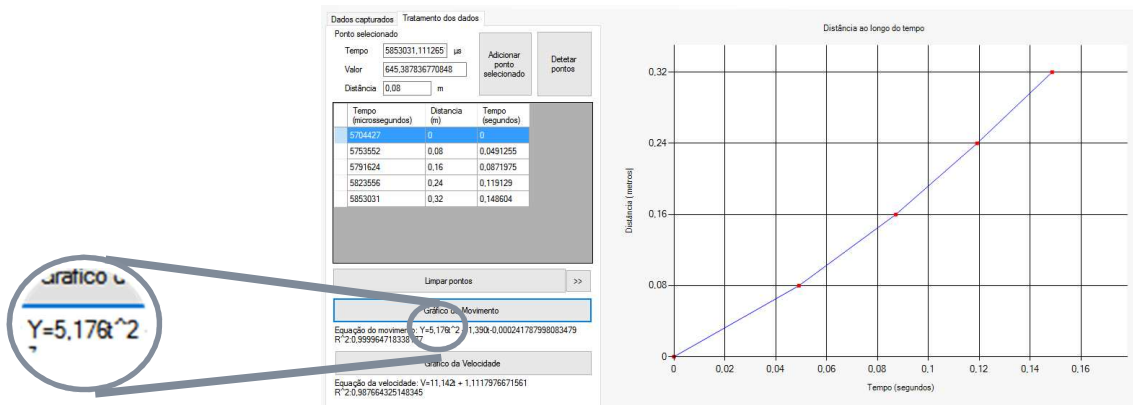 Dados capturados Tratamento dos dados
Ponto selecionado
Tempo 5853031,111265 µs
Valor 645,387836770848
Distância 0,08 m
Adicionar
ponto
selecionado
Detetar
pontos
Tempo (microssegundos) Distancia (m) Tempo (segundos)
5704427 0 0
5753552 0,08 0,0491255
5791624 0,16 0,0871975
5823556 0,24 0,119129
5853031 0,32 0,148604
Limpar pontos >>
Gráfico do Movimento
Equação do movimento: Y=5,176t^2 1,390t-0,000241787998083479
R^2:0,9999647183381
Gráfico da Velocidade
Equação da velocidade: V=11,142t + 1,1117976671561
R^2:0,987664325148345
Y=5,176t^2
Distância ao longo do tempo
Distância (metros)
0,32
0,24
0,16
0,08
0
0 0,02 0,04 0,06 0,08 0,1 0,12 0,14 0,16
Tempo (segundos)